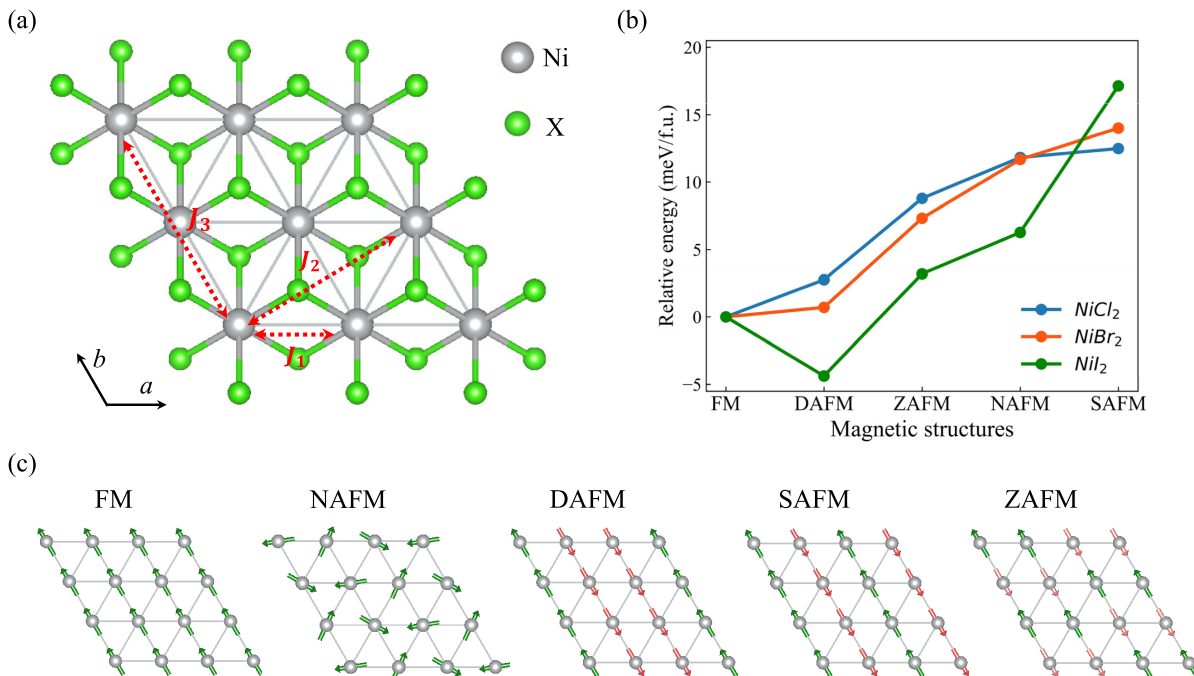 (a)
Ni
X
J₃
J₂
J₁
b
a
(b)
Relative energy (meV/f.u.)
20
15
10
5
0
−5
NiCl₂
NiBr₂
NiI₂
FM DAFM ZAFM NAFM SAFM
Magnetic structures
(c)
FM NAFM DAFM SAFM ZAFM